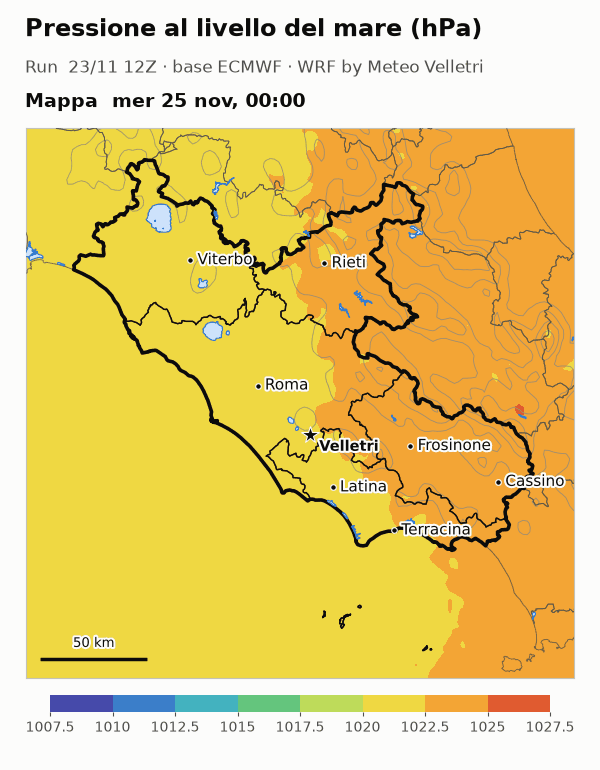 Pressione al livello del mare (hPa)
Run  23/11 12Z · base ECMWF · WRF by Meteo Velletri
Mappa  mer 25 nov, 00:00
Viterbo
Rieti
Roma
Velletri
Frosinone
Latina
Cassino
Terracina
50 km
1007.5 1010 1012.5 1015 1017.5 1020 1022.5 1025 1027.5